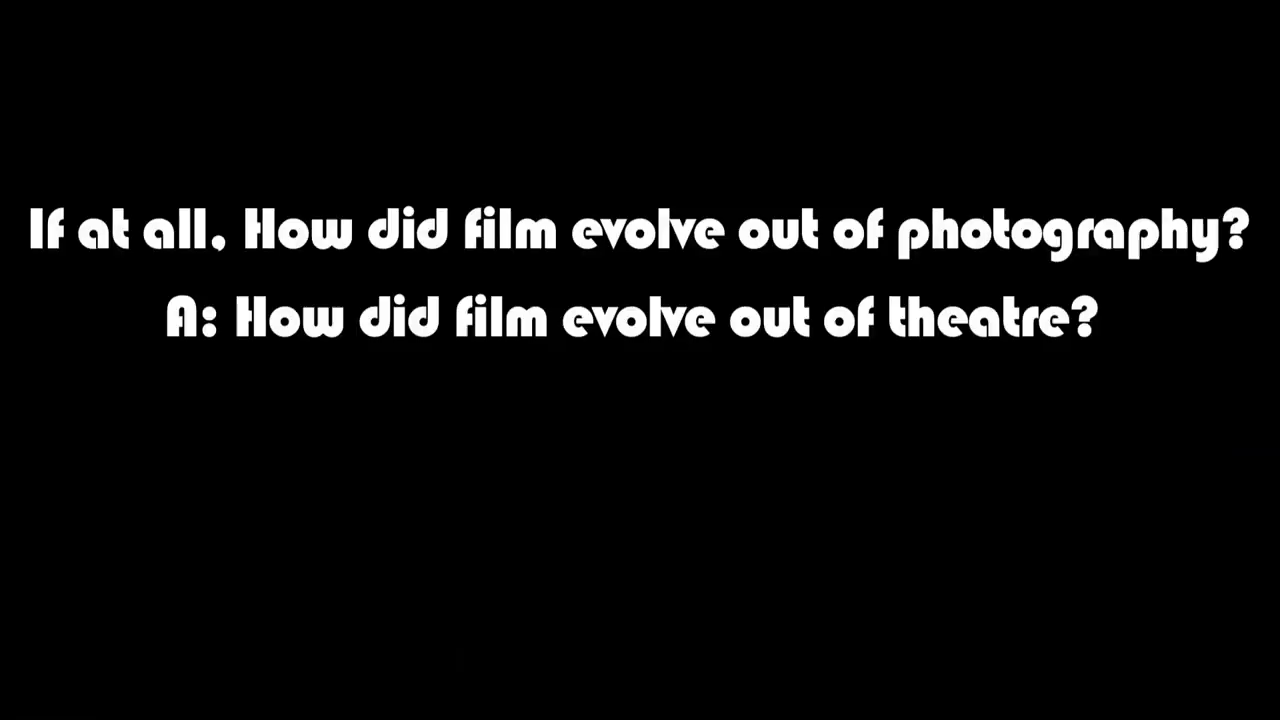 If at all, How did film evolve out of photography?
A: How did film evolve out of theatre?